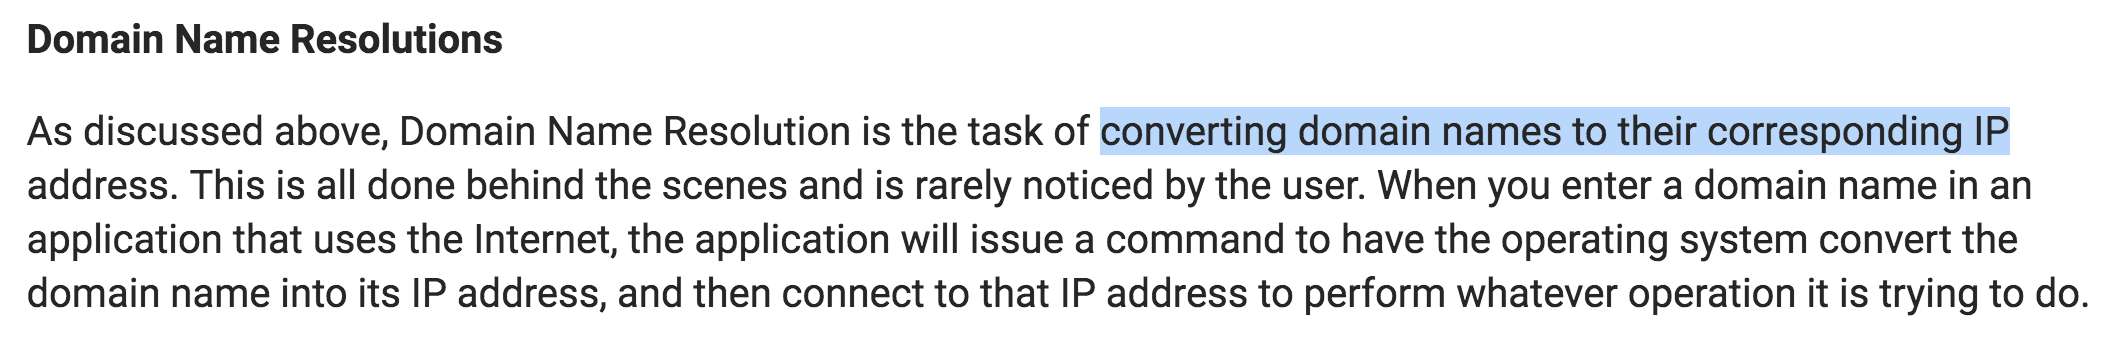 Domain Name Resolutions
As discussed above, Domain Name Resolution is the task of converting domain names to their corresponding IP
address. This is all done behind the scenes and is rarely noticed by the user. When you enter a domain name in an
application that uses the Internet, the application will issue a command to have the operating system convert the
domain name into its IP address, and then connect to that IP address to perform whatever operation it is trying to do.